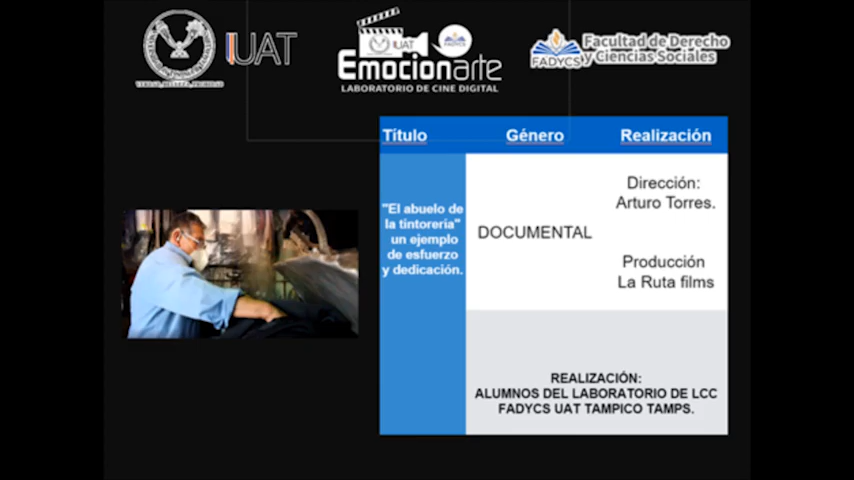 UAT
Emocionarte
LABORATORIO DE CINE DIGITAL
UAT
FADYCS
FADYCS
Facultad de Derecho
y Ciencias Sociales
Título
Género
Realización
"El abuelo de
la tintorería"
un ejemplo
de esfuerzo
y dedicación.
DOCUMENTAL
Dirección:
Arturo Torres.
Producción
La Ruta films
REALIZACIÓN:
ALUMNOS DEL LABORATORIO DE LCC
FADYCS UAT TAMPICO TAMPS.